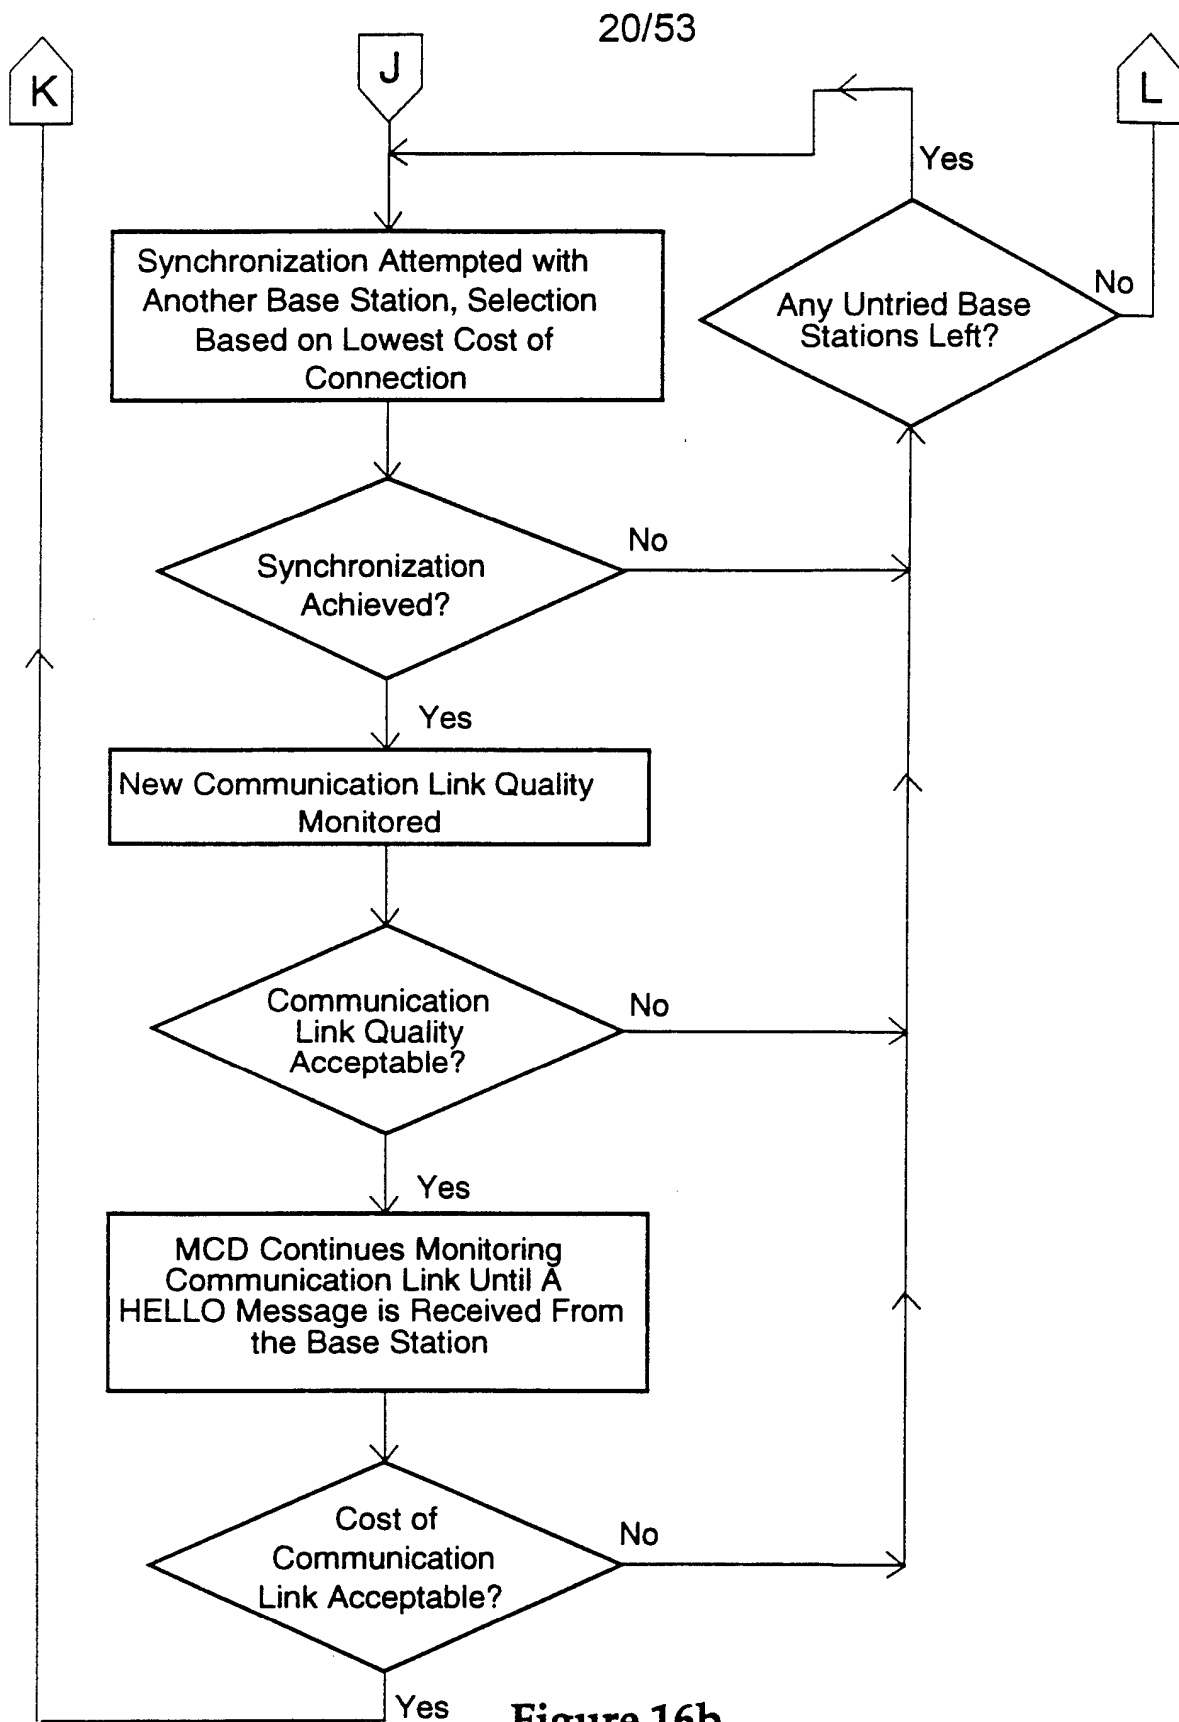 20/53
K
J
L
Yes
Synchronization Attempted with
Another Base Station, Selection
Based on Lowest Cost of
Connection
No
Any Untried Base
Stations Left?
No
Synchronization
Achieved?
Yes
New Communication Link Quality
Monitored
Communication
Link Quality
Acceptable?
No
Yes
MCD Continues Monitoring
Communication Link Until A
HELLO Message is Received From
the Base Station
Cost of
Communication
Link Acceptable?
No
Yes
Figure 16b